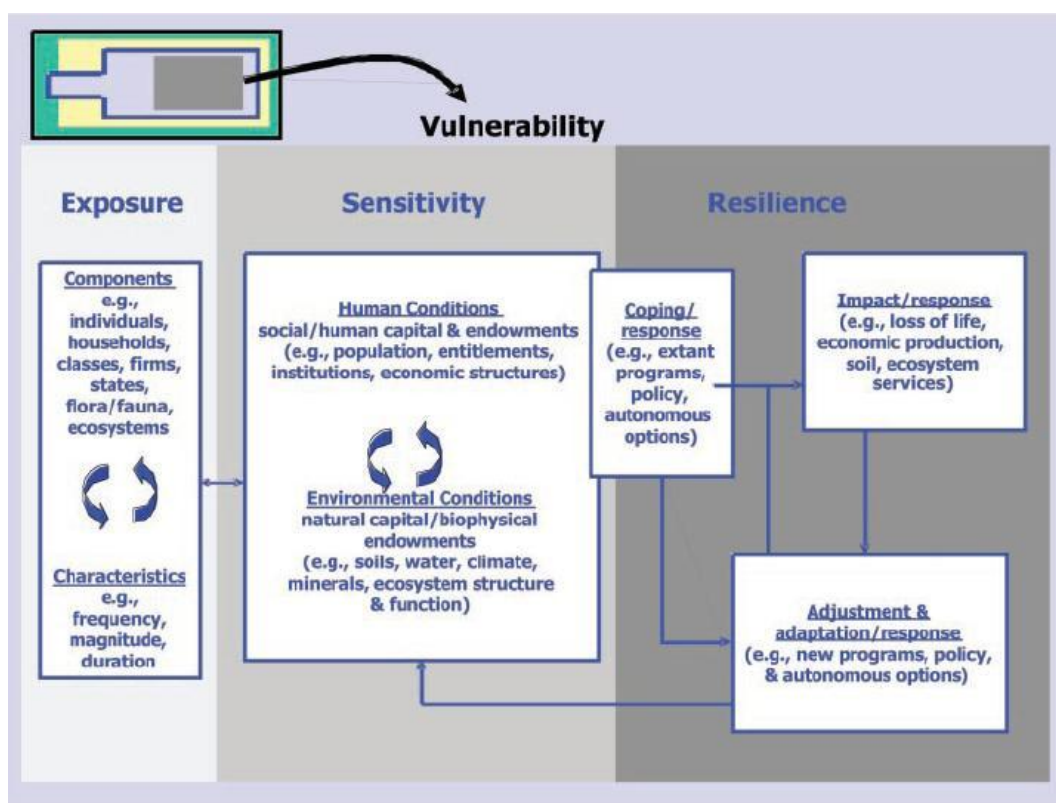 Vulnerability
Exposure
Sensitivity
Resilience
Components
e.g.,
individuals,
households,
classes, firms,
states,
flora/fauna,
ecosystems
Characteristics
e.g.,
frequency,
magnitude,
duration
Human Conditions
social/human capital & endowments
(e.g., population, entitlements,
institutions, economic structures)
Environmental Conditions
natural capital/biophysical
endowments
(e.g., soils, water, climate,
minerals, ecosystem structure
& function)
Coping/
response
(e.g., extant
programs,
policy,
autonomous
options)
Impact/response
(e.g., loss of life,
economic production,
soil, ecosystem
services)
Adjustment &
adaptation/response
(e.g., new programs, policy,
& autonomous options)